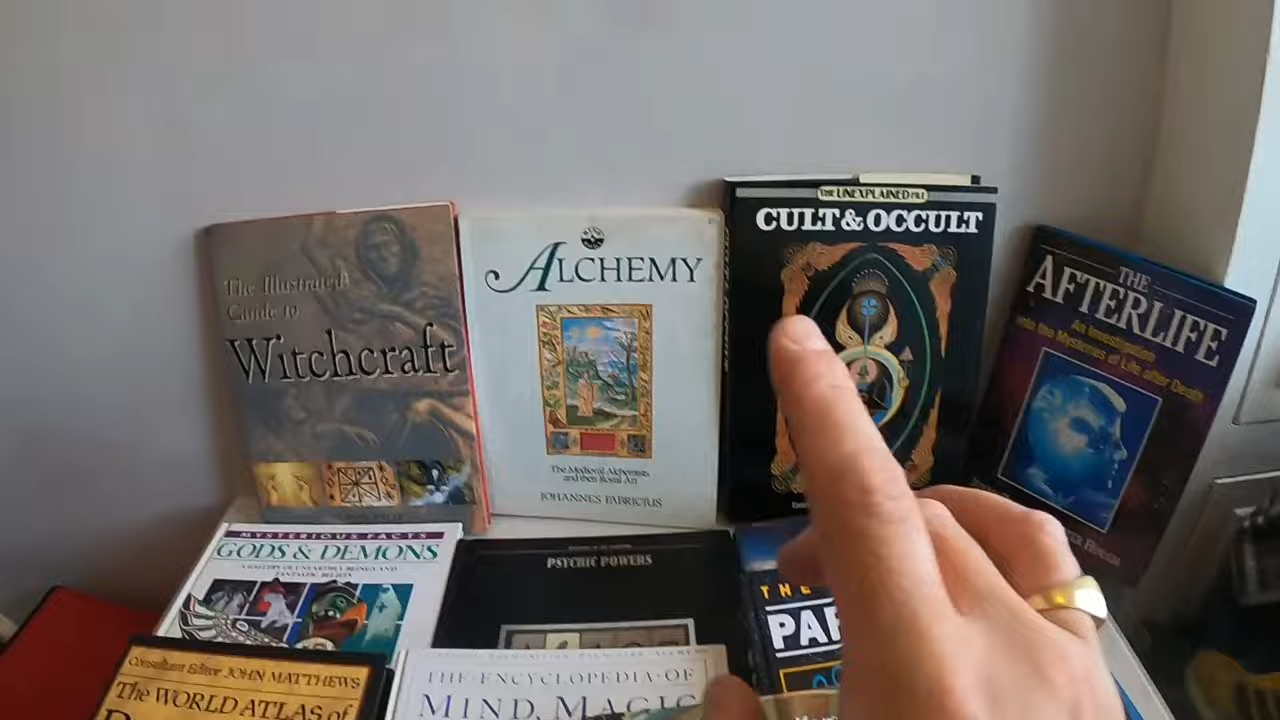 The Illustrated
Guide to
Witchcraft
ALCHEMY
The Medieval Alchemists
and their Royal Art
JOHANNES FABRICIUS
THE UNEXPLAINED FILE
CULT & OCCULT
THE
AFTERLIFE
An Investigation
into the Mysteries of Life after Death
MYSTERIOUS FACTS
GODS & DEMONS
PSYCHIC POWERS
THE
PAR
Consultant Editor JOHN MATTHEWS
The WORLD ATLAS of
THE ENCYCLOPEDIA OF
MIND, MAGIC